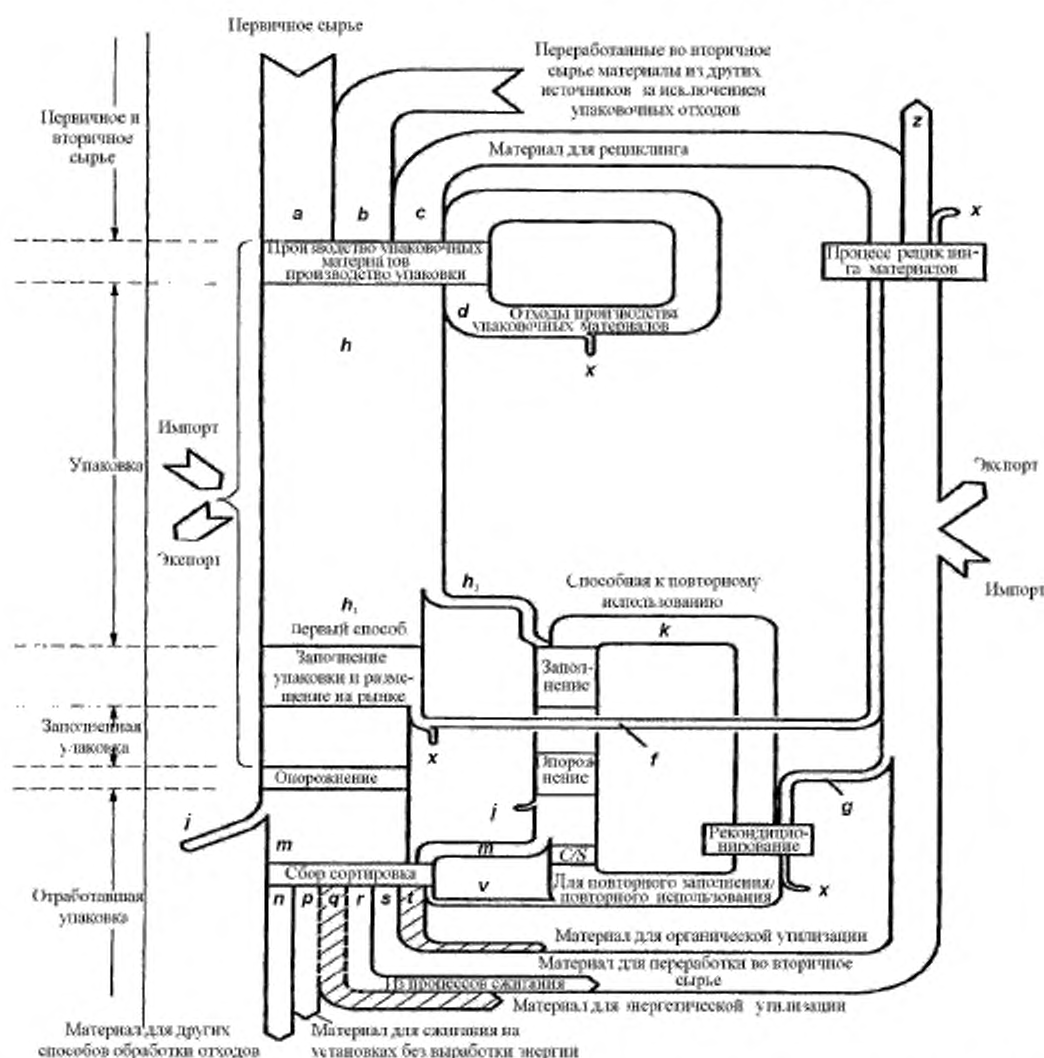 Первичное сырье
Переработанные во вторичное
сырье материалы из других
источников за исключением
упаковочных отходов
Первичное и
вторичное
сырье
z
Материал для рециклинга
a
b
c
x
Производство упаковочных
материалов
производство упаковки
Процесс рециклин-
га материалов
d
Отходы производства
упаковочных материалов
h
x
Импорт
Упаковка
Экспорт
Экспорт
Импорт
h₁
Первый способ
h₂
Способная к повторному
использованию
k
Заполнение
упаковки и разме-
щение на рынке
Запол-
нение
Заполненная
упаковка
x
f
Опорожнение
Опорож
нение
j
j
g
Рекондицио-
нирование
m
m
C/S
Сбор сортировка
v
Для повторного заполнения/
повторного использования
x
Отработавшая
упаковка
n
p
q
r
s
t
Материал для органической утилизации
Материал для переработки во вторичное
сырье
Из процессов сжигания
Материал для энергетической утилизации
Материал для других
способов обработки отходов
Материал для сжигания на
установках без выработки энергии